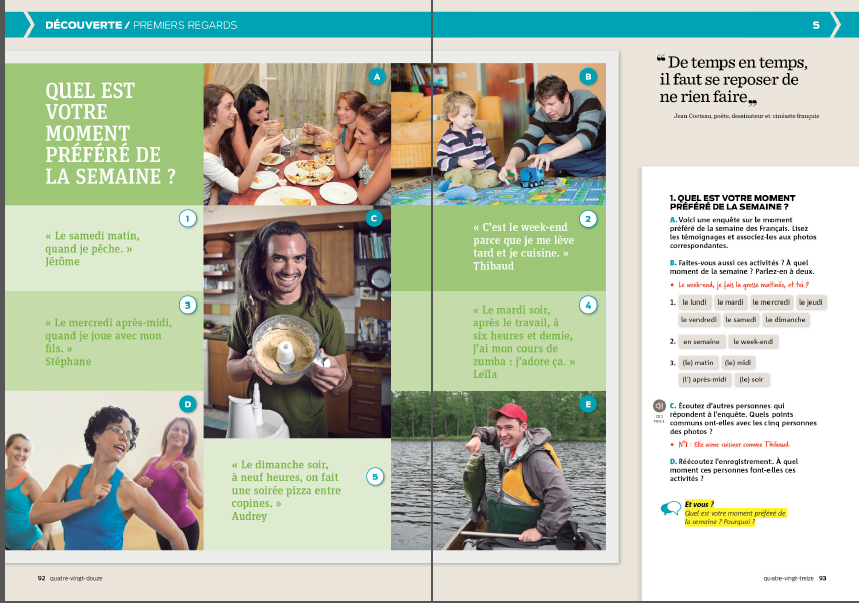 DÉCOUVERTE / PREMIERS REGARDS
5
QUEL EST
VOTRE
MOMENT
PRÉFÉRÉ DE
LA SEMAINE ?
A
B
1
« Le samedi matin,
quand je pêche. »
Jérôme
C
2
« C'est le week-end
parce que je me lève
tard et je cuisine. »
Thibaud
3
« Le mercredi après-midi,
quand je joue avec mon
fils. »
Stéphane
4
« Le mardi soir,
après le travail, à
six heures et demie,
j'ai mon cours de
zumba : j'adore ça. »
Leïla
D
« Le dimanche soir,
à neuf heures, on fait
une soirée pizza entre
copines. »
Audrey
5
E
92 quatre-vingt-douze
“ De temps en temps,
il faut se reposer de
ne rien faire„
Jean Cocteau, poète, dessinateur et cinéaste français
1. QUEL EST VOTRE MOMENT
PRÉFÉRÉ DE LA SEMAINE ?
A. Voici une enquête sur le moment
préféré de la semaine des Français. Lisez
les témoignages et associez-les aux photos
correspondantes.
B. Faites-vous aussi ces activités ? À quel
moment de la semaine ? Parlez-en à deux.
• Le week-end, je fais la grasse matinée, et toi ?
1. le lundi le mardi le mercredi le jeudi
le vendredi le samedi le dimanche
2. en semaine le week-end
3. (le) matin (le) midi
(l') après-midi (le) soir
C. Écoutez d'autres personnes qui
répondent à l'enquête. Quels points
communs ont-elles avec les cinq personnes
des photos ?
• N°1 : Elle aime cuisiner comme Thibaud.
D. Réécoutez l'enregistrement. À quel
moment ces personnes font-elles ces
activités ?
Et vous ?
Quel est votre moment préféré de
la semaine ? Pourquoi ?
quatre-vingt-treize 93